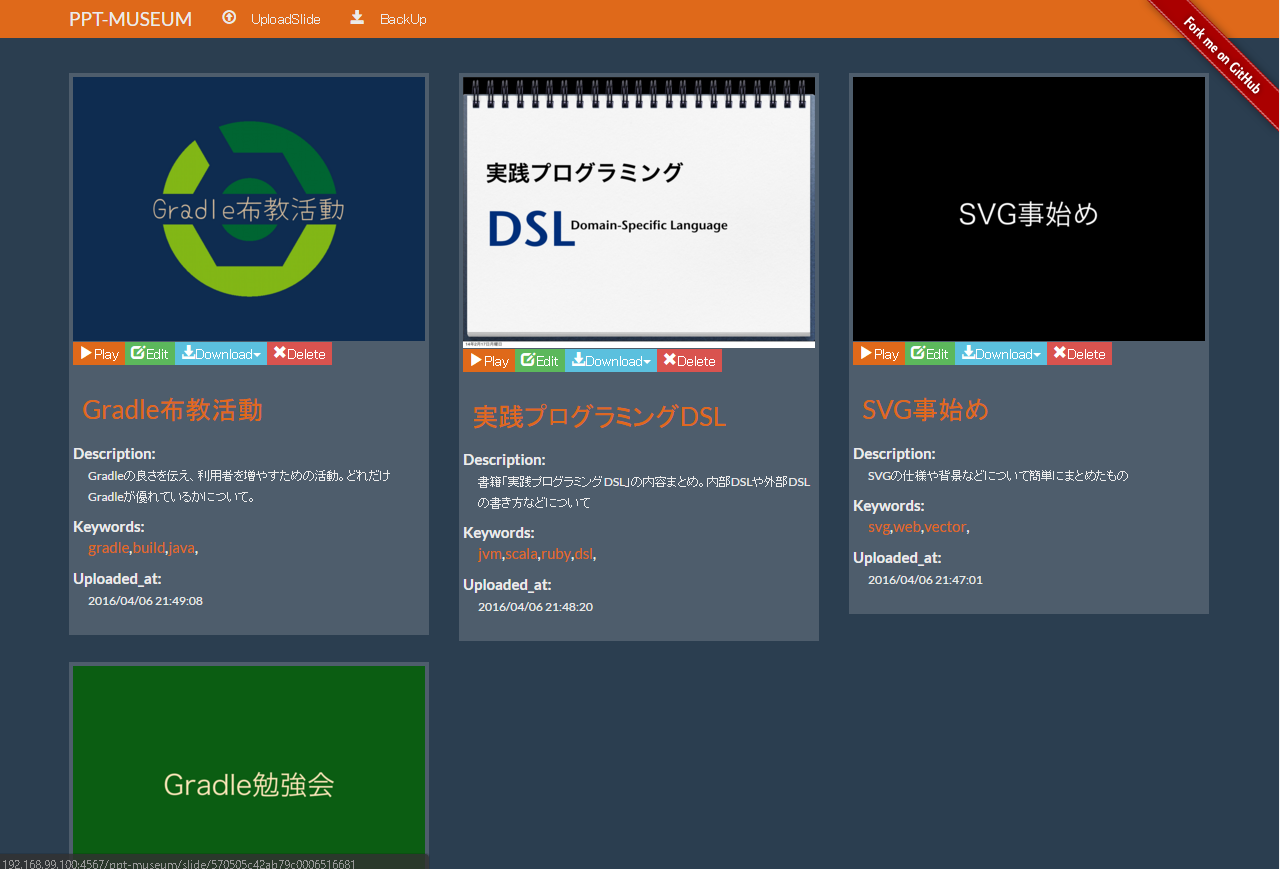 PPT-MUSEUM UploadSlide BackUp
Fork me on GitHub
Gradle布教活動
Play Edit Download Delete
Gradle布教活動
Description:
Gradleの良さを伝え、利用者を増やすための活動。どれだけ
Gradleが優れているかについて。
Keywords:
gradle,build,java,
Uploaded_at:
2016/04/06 21:49:08
実践プログラミング
DSL Domain-Specific Language
14年2月17日月曜日
Play Edit Download Delete
実践プログラミングDSL
Description:
書籍「実践プログラミングDSL」の内容まとめ。内部DSLや外部DSL
の書き方などについて
Keywords:
jvm,scala,ruby,dsl,
Uploaded_at:
2016/04/06 21:48:20
SVG事始め
Play Edit Download Delete
SVG事始め
Description:
SVGの仕様や背景などについて簡単にまとめたもの
Keywords:
svg,web,vector,
Uploaded_at:
2016/04/06 21:47:01
Gradle勉強会
192.168.99.100:4567/ppt-museum/slide/570505c42ab79c0006516681